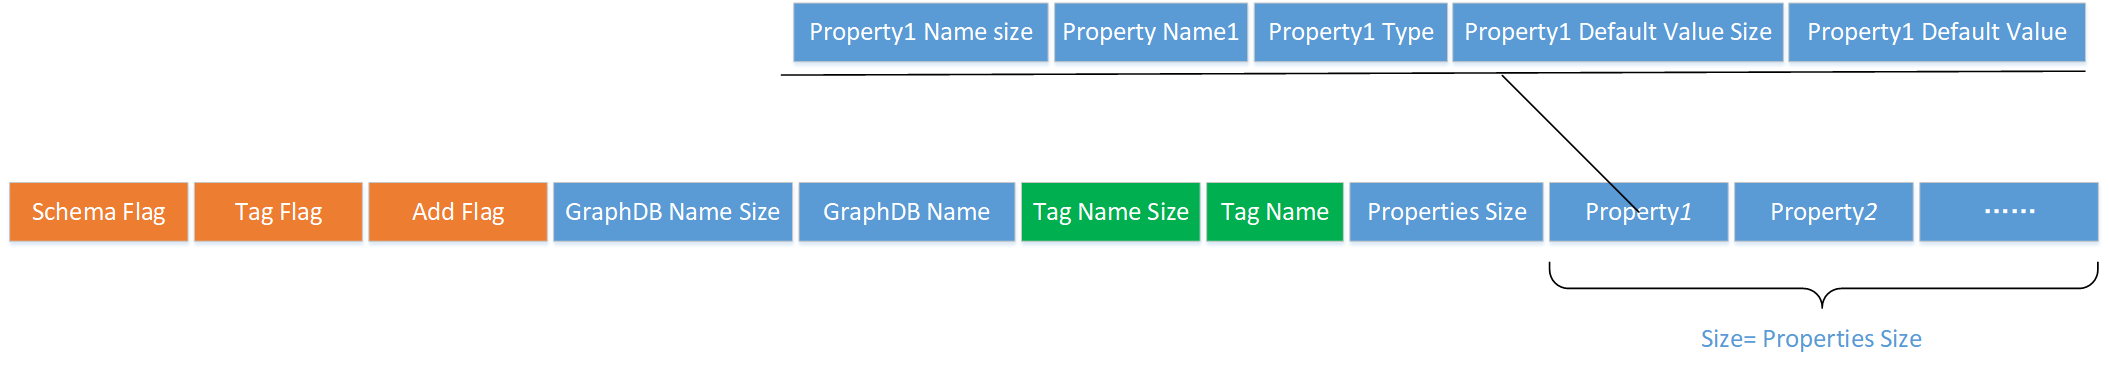 Property1 Name size Property Name1 Property1 Type Property1 Default Value Size Property1 Default Value
Schema Flag Tag Flag Add Flag GraphDB Name Size GraphDB Name Tag Name Size Tag Name Properties Size Property1 Property2 ······
Size= Properties Size